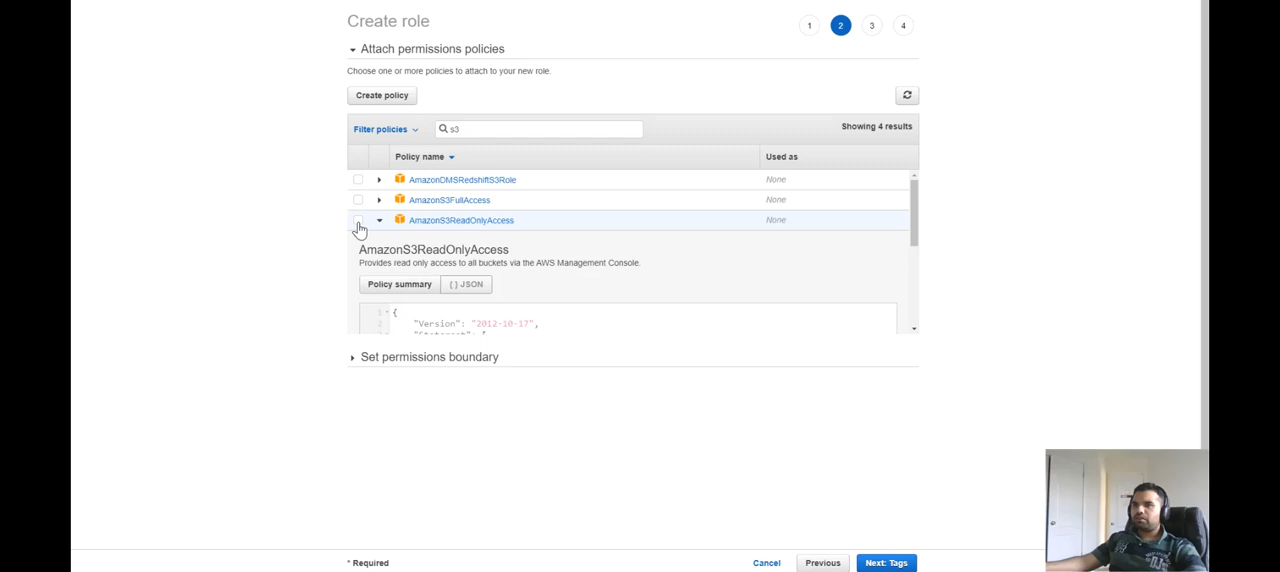 Create role
1 2 3 4
Attach permissions policies
Choose one or more policies to attach to your new role.
Create policy
Filter policies
s3
Showing 4 results
Policy name
Used as
AmazonDMSRedshiftS3Role
None
AmazonS3FullAccess
None
AmazonS3ReadOnlyAccess
None
AmazonS3ReadOnlyAccess
Provides read only access to all buckets via the AWS Management Console.
Policy summary
{ } JSON
1 {
2 "Version": "2012-10-17",
"Statement": [
Set permissions boundary
* Required
Cancel
Previous
Next: Tags